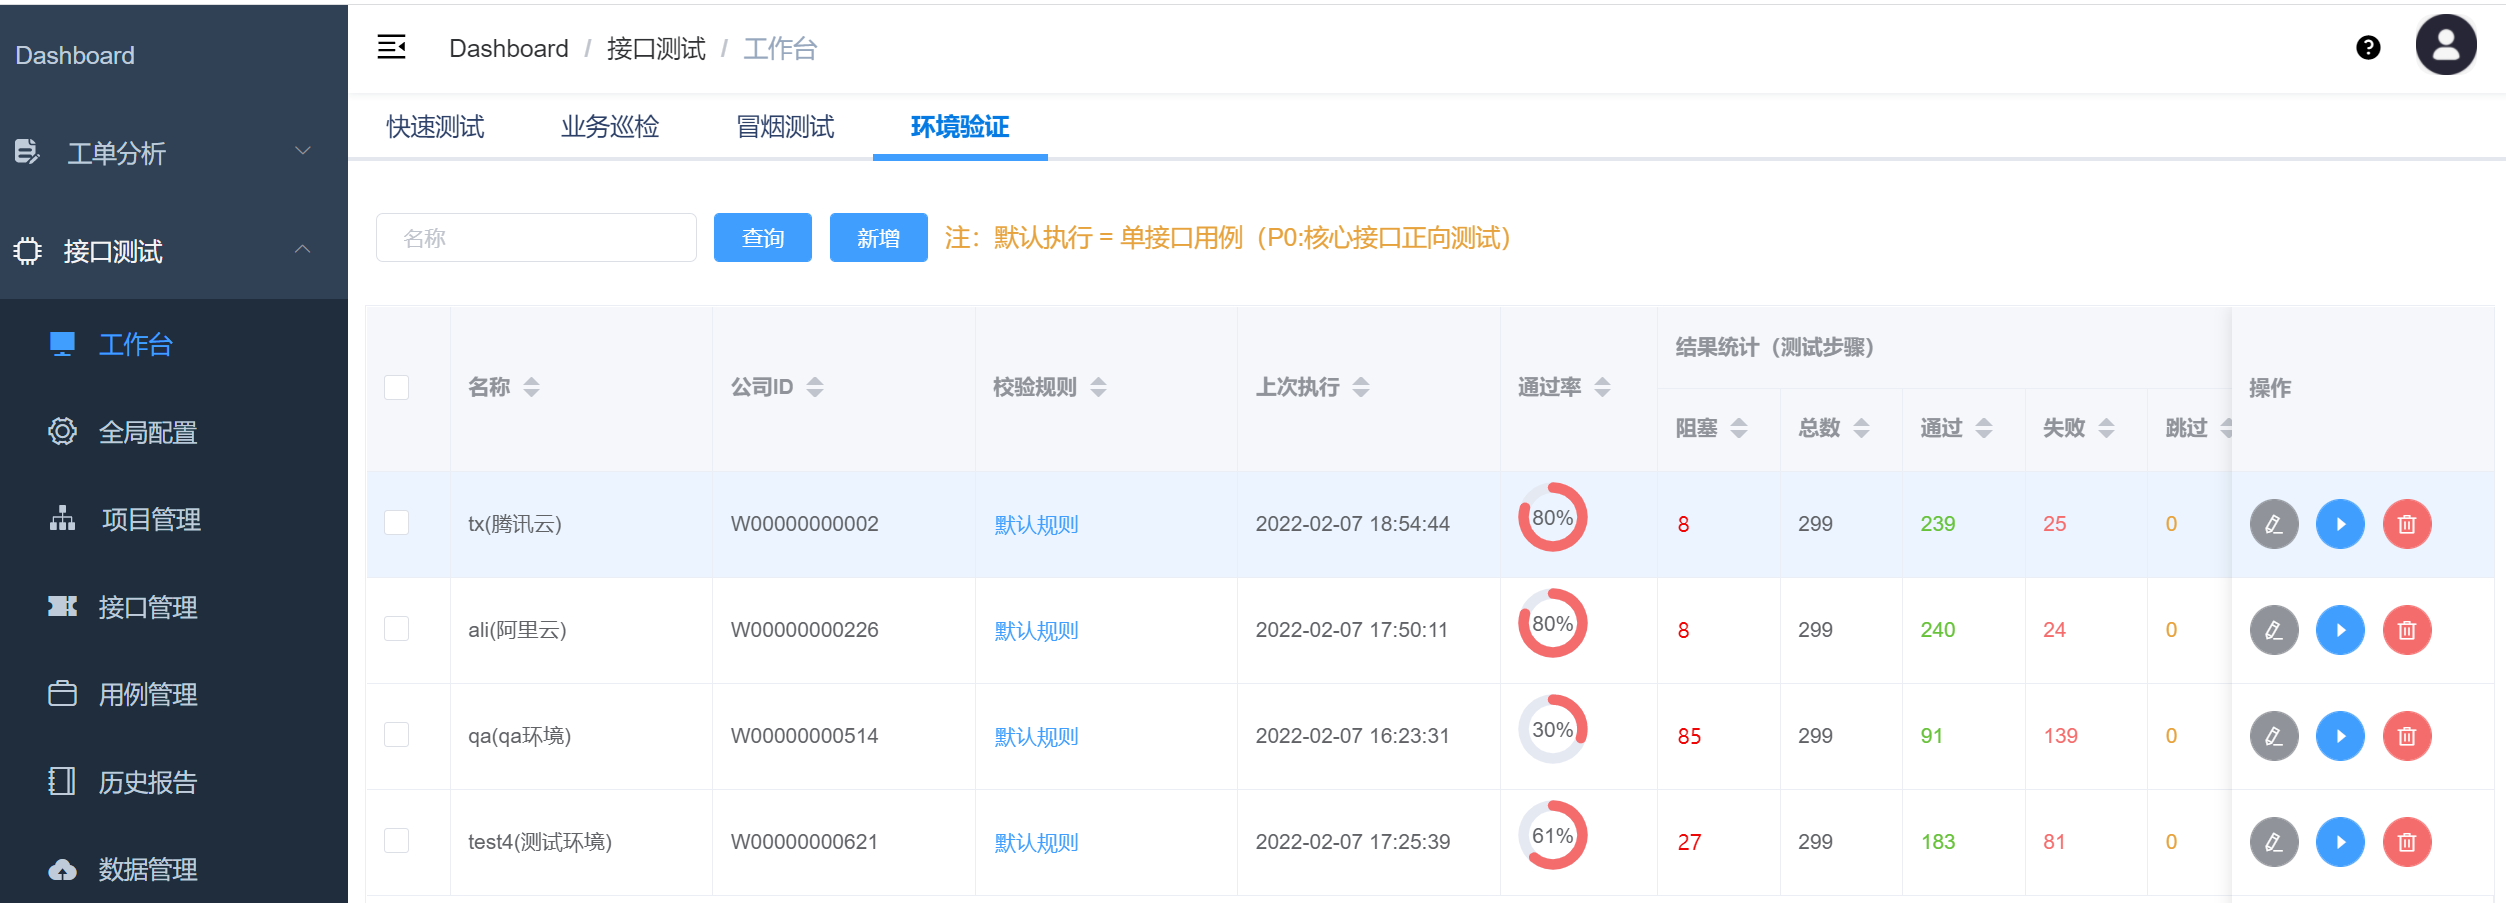 Dashboard
工单分析
接口测试
工作台
全局配置
项目管理
接口管理
用例管理
历史报告
数据管理
Dashboard / 接口测试 / 工作台
快速测试 业务巡检 冒烟测试 环境验证
名称 查询 新增 注：默认执行 = 单接口用例（P0:核心接口正向测试）
名称 公司ID 校验规则 上次执行 通过率 结果统计（测试步骤） 操作
阻塞 总数 通过 失败 跳过
tx(腾讯云) W00000000002 默认规则 2022-02-07 18:54:44 80% 8 299 239 25 0
ali(阿里云) W00000000226 默认规则 2022-02-07 17:50:11 80% 8 299 240 24 0
qa(qa环境) W00000000514 默认规则 2022-02-07 16:23:31 30% 85 299 91 139 0
test4(测试环境) W00000000621 默认规则 2022-02-07 17:25:39 61% 27 299 183 81 0